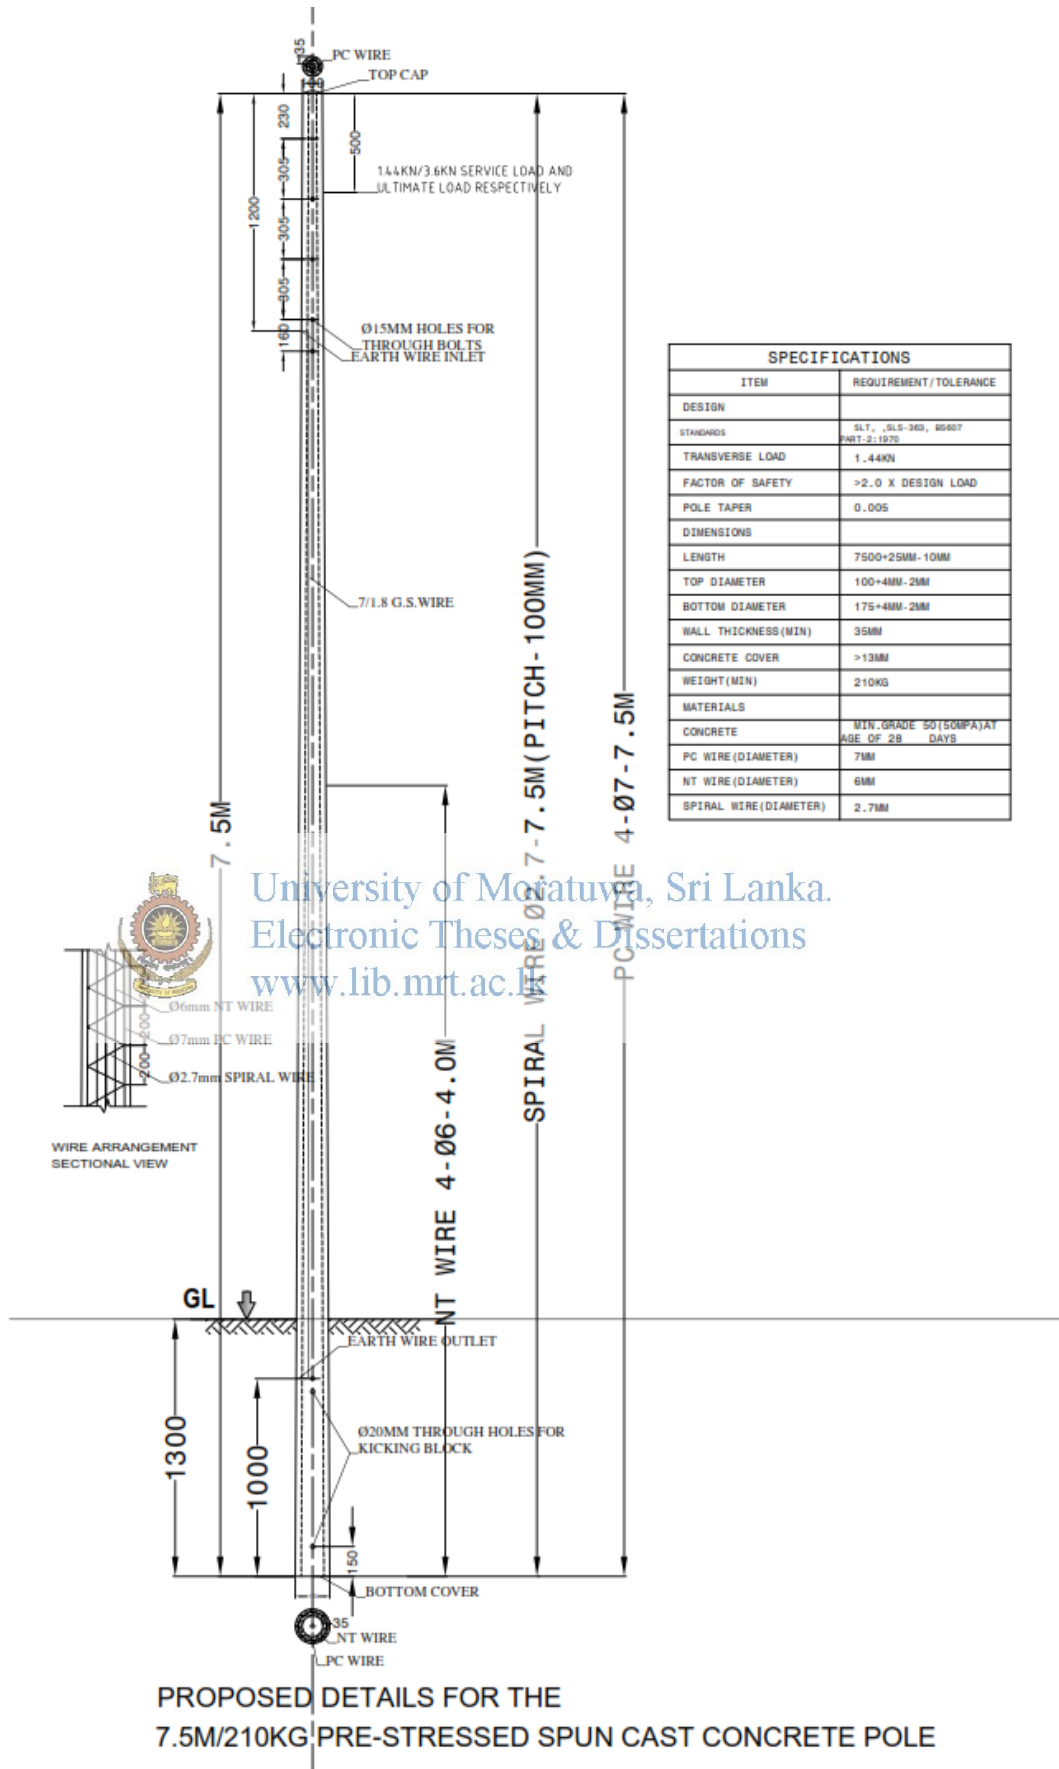 35
PC WIRE
TOP CAP
230
500
305
1.44KN/3.6KN SERVICE LOAD AND
ULTIMATE LOAD RESPECTIVELY
1200
305
305
160
Ø15MM HOLES FOR
THROUGH BOLTS
EARTH WIRE INLET
SPECIFICATIONS
ITEM REQUIREMENT/TOLERANCE
DESIGN
STANDARDS SLT, ,SLS-363, BS607
PART-2:1970
TRANSVERSE LOAD 1.44KN
FACTOR OF SAFETY >2.0 X DESIGN LOAD
POLE TAPER 0.005
DIMENSIONS
LENGTH 7500+25MM-10MM
TOP DIAMETER 100+4MM-2MM
BOTTOM DIAMETER 175+4MM-2MM
WALL THICKNESS(MIN) 35MM
CONCRETE COVER >13MM
WEIGHT(MIN) 210KG
MATERIALS
CONCRETE MIN.GRADE 50(50MPA)AT
AGE OF 28 DAYS
PC WIRE(DIAMETER) 7MM
NT WIRE(DIAMETER) 6MM
SPIRAL WIRE(DIAMETER) 2.7MM
7/1.8 G.S.WIRE
7.5M
SPIRAL WIRE Ø2.7-7.5M(PITCH-100MM)
PC WIRE 4-Ø7-7.5M
NT WIRE 4-Ø6-4.0M
University of Moratuwa, Sri Lanka.
Electronic Theses & Dissertations
www.lib.mrt.ac.lk
Ø6mm NT WIRE
200
Ø7mm PC WIRE
200
Ø2.7mm SPIRAL WIRE
WIRE ARRANGEMENT
SECTIONAL VIEW
GL
EARTH WIRE OUTLET
1300
1000
Ø20MM THROUGH HOLES FOR
KICKING BLOCK
150
BOTTOM COVER
35
NT WIRE
PC WIRE
PROPOSED DETAILS FOR THE
7.5M/210KG PRE-STRESSED SPUN CAST CONCRETE POLE